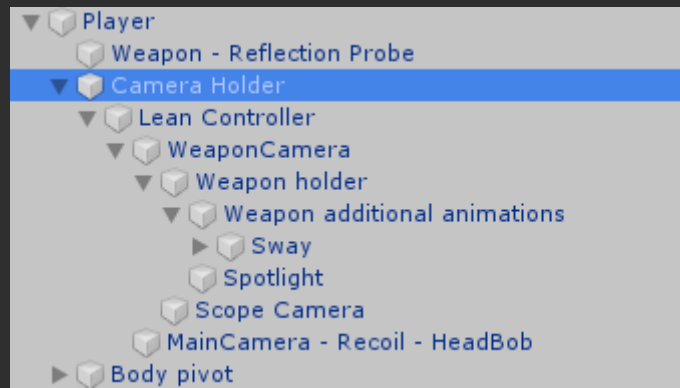 Player
Weapon - Reflection Probe
Camera Holder
Lean Controller
WeaponCamera
Weapon holder
Weapon additional animations
Sway
Spotlight
Scope Camera
MainCamera - Recoil - HeadBob
Body pivot